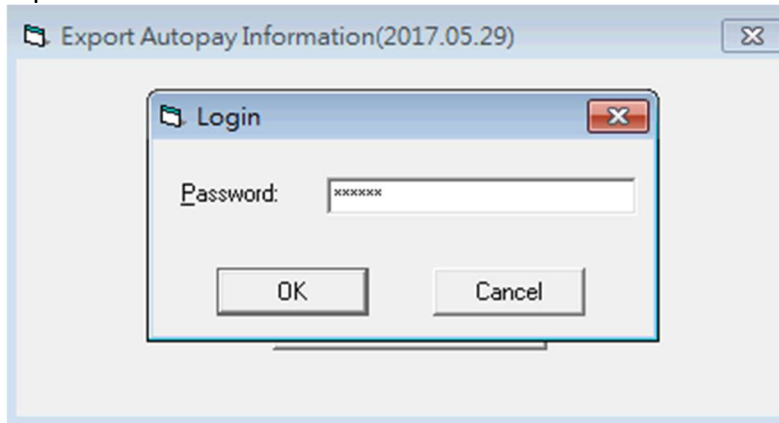 Export Autopay Information(2017.05.29)
Login
Password: ××××××
OK
Cancel